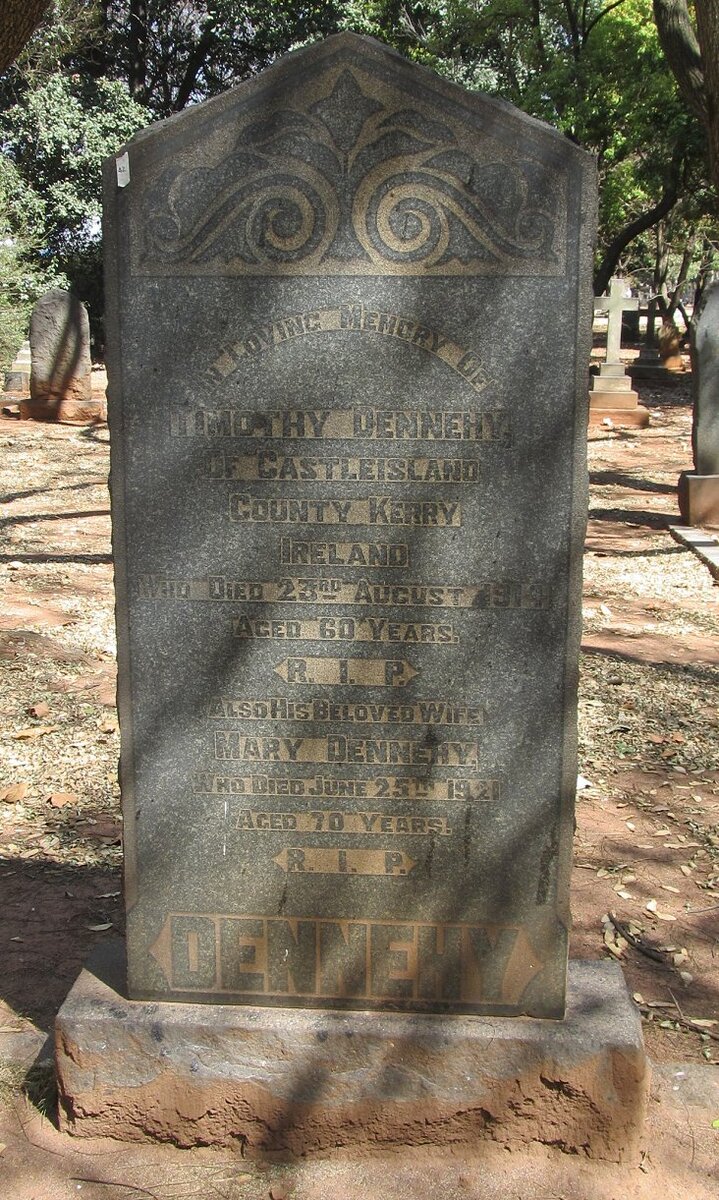 IN LOVING MEMORY OF
TIMOTHY DENNEHY,
OF CASTLEISLAND
COUNTY KERRY
IRELAND
WHO DIED 23RD AUGUST 1914
AGED 60 YEARS.
R. I. P.
ALSO HIS BELOVED WIFE
MARY DENNEHY.
WHO DIED JUNE 25TH 1921
AGED 70 YEARS.
R. I. P.
DENNEHY